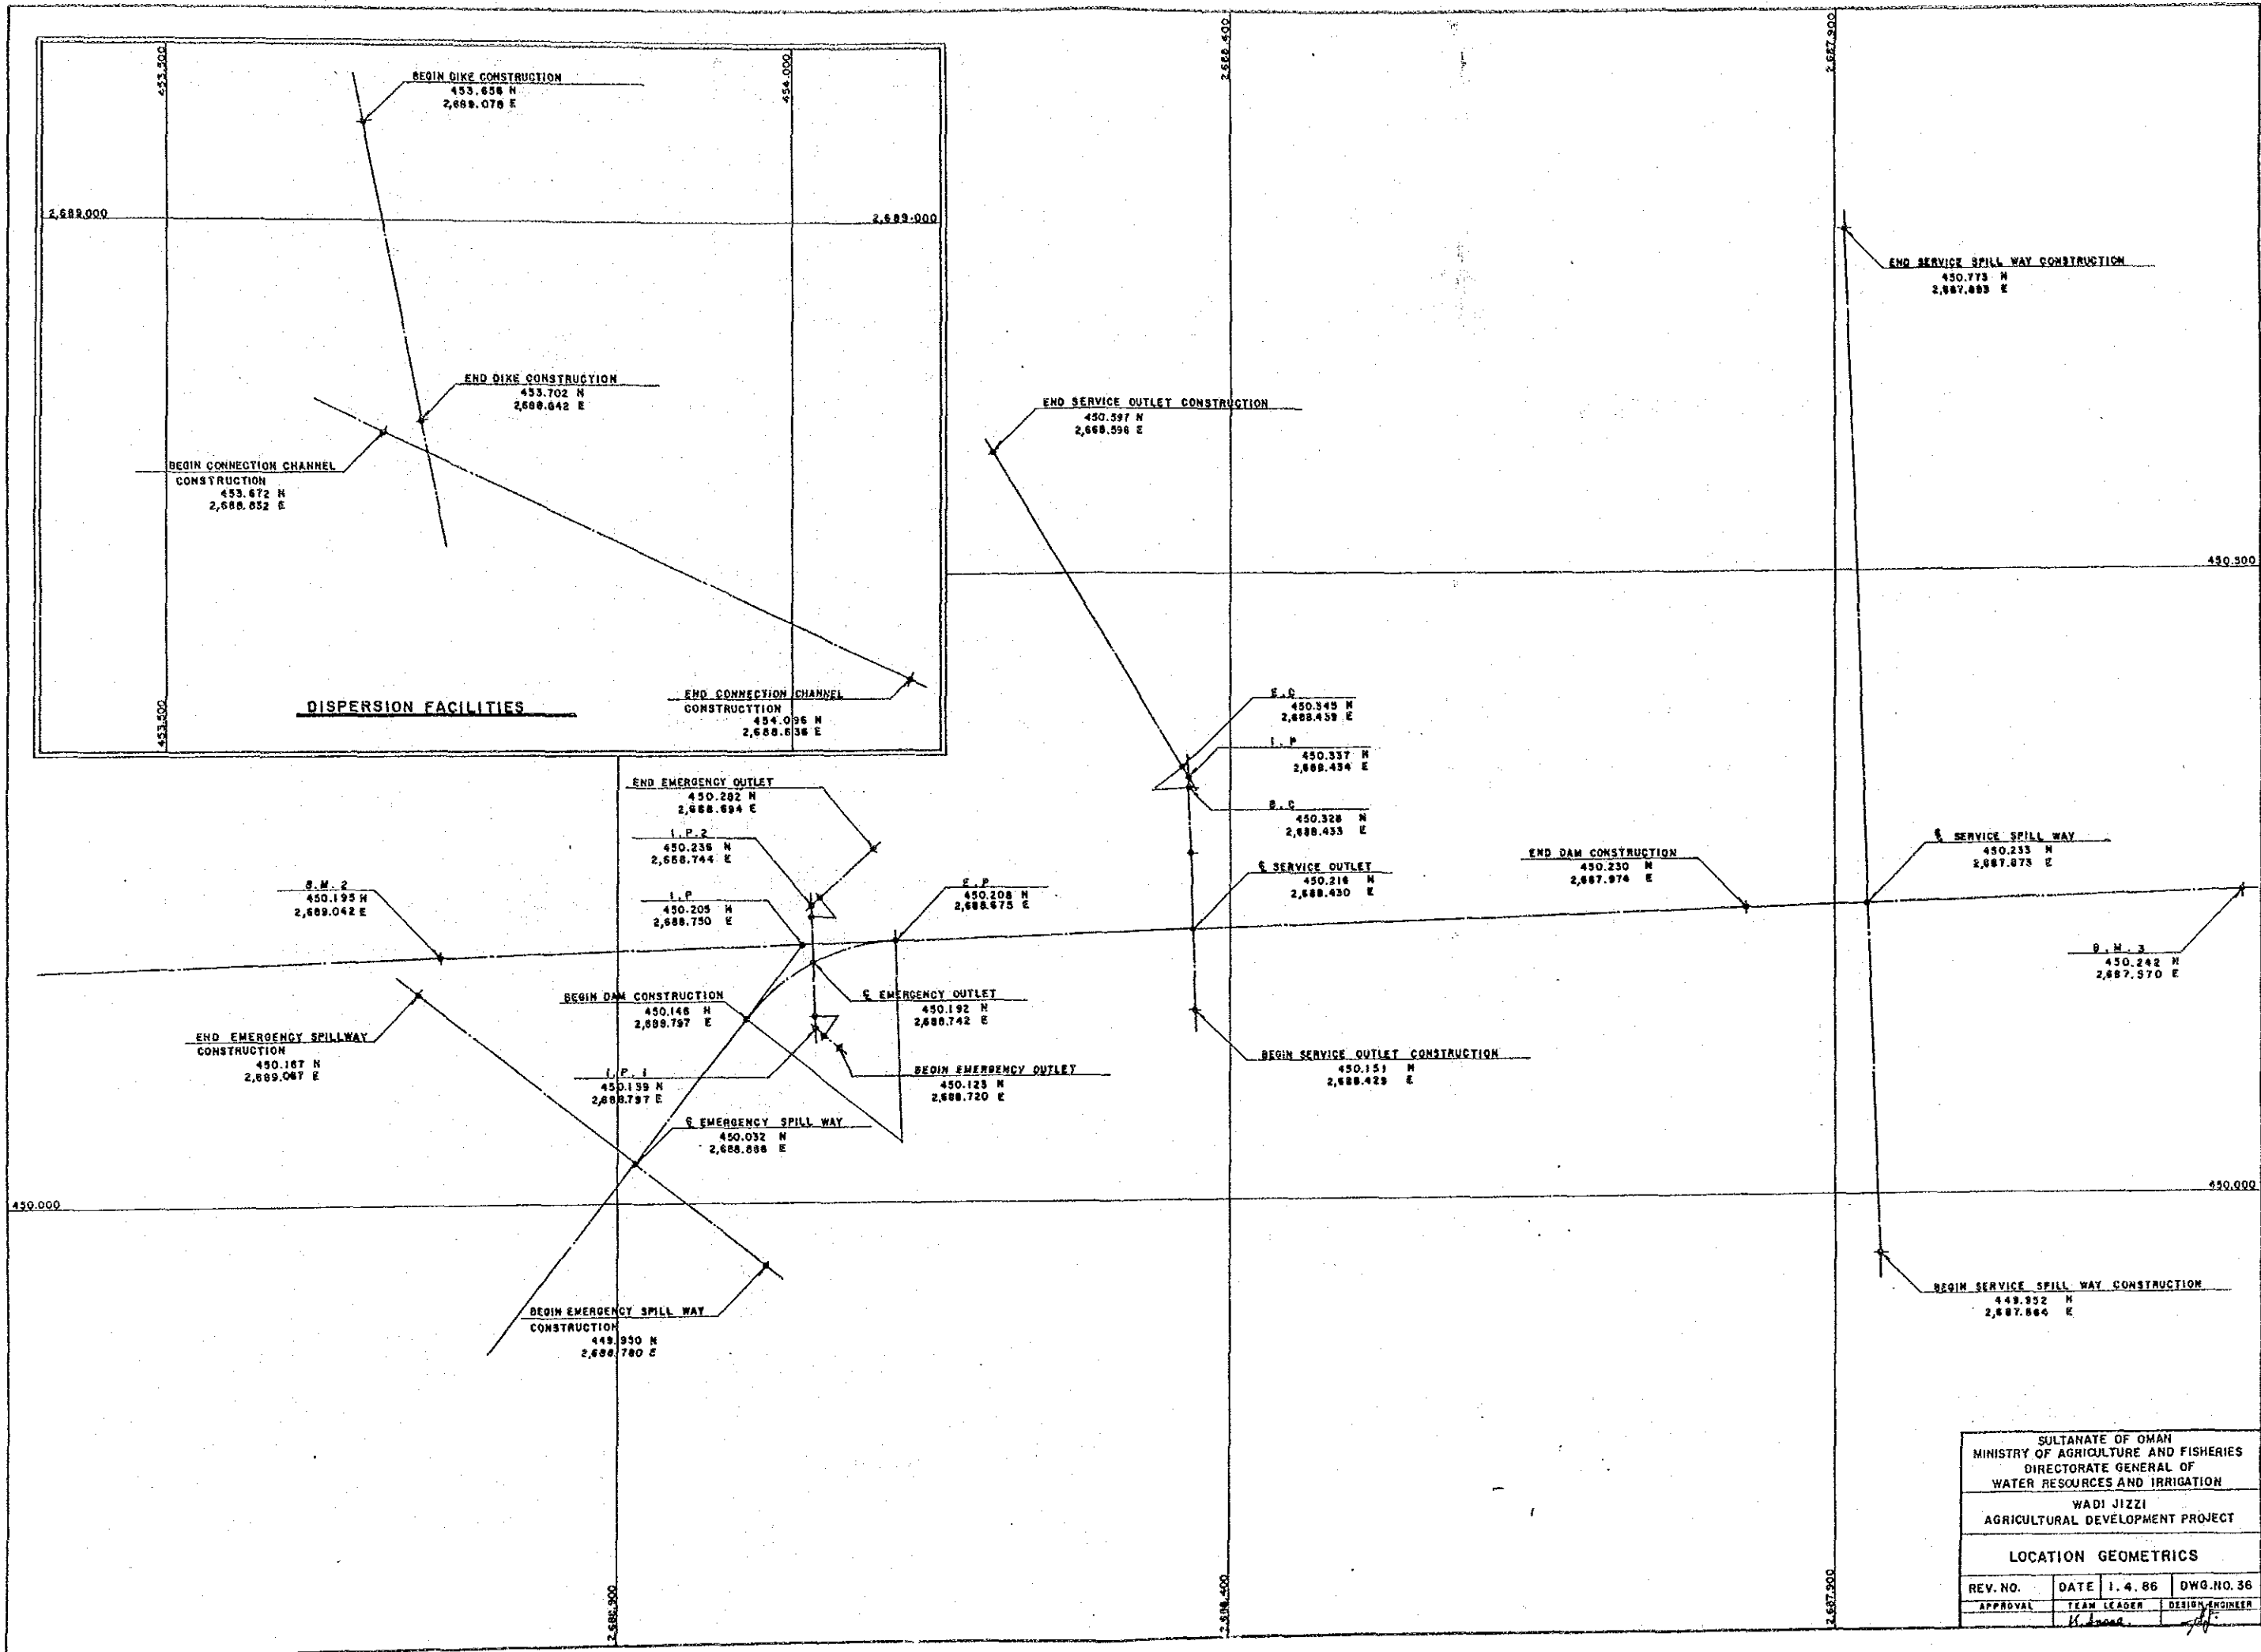 453.500
454.000
2,688.400
2,687.900
BEGIN DIKE CONSTRUCTION
453.656 N
2,689.078 E
2,689.000
2,689.000
END SERVICE SPILL WAY CONSTRUCTION
450.773 N
2,687.893 E
END DIKE CONSTRUCTION
453.702 N
2,688.842 E
END SERVICE OUTLET CONSTRUCTION
450.597 N
2,688.596 E
BEGIN CONNECTION CHANNEL
CONSTRUCTION
453.672 N
2,688.832 E
450.500
END CONNECTION CHANNEL
CONSTRUCTTION
454.096 N
2,688.636 E
DISPERSION FACILITIES
453.500
E.C
450.345 N
2,688.439 E
I.P
450.337 N
2,688.434 E
B.C
450.328 N
2,688.433 E
END EMERGENCY OUTLET
450.282 N
2,688.694 E
I.P.2
450.236 N
2,688.744 E
I.P
450.205 N
2,688.750 E
E.P
450.208 N
2,688.675 E
B.M.2
450.195 N
2,689.042 E
℄ SERVICE OUTLET
450.216 N
2,688.430 E
END DAM CONSTRUCTION
450.230 N
2,687.974 E
℄ SERVICE SPILL WAY
450.233 N
2,687.873 E
B.M.3
450.242 N
2,687.570 E
BEGIN DAM CONSTRUCTION
450.146 N
2,688.797 E
℄ EMERGENCY OUTLET
450.192 N
2,688.742 E
END EMERGENCY SPILLWAY
CONSTRUCTION
450.167 N
2,689.067 E
I.P.1
450.139 N
2,688.737 E
BEGIN EMERGENCY OUTLET
450.123 N
2,688.720 E
BEGIN SERVICE OUTLET CONSTRUCTION
450.151 N
2,688.429 E
℄ EMERGENCY SPILL WAY
450.032 N
2,688.886 E
450.000
450.000
BEGIN EMERGENCY SPILL WAY
CONSTRUCTION
449.950 N
2,688.780 E
BEGIN SERVICE SPILL WAY CONSTRUCTION
449.952 N
2,687.864 E
2,688.900
2,688.400
2,687.900
SULTANATE OF OMAN
MINISTRY OF AGRICULTURE AND FISHERIES
DIRECTORATE GENERAL OF
WATER RESOURCES AND IRRIGATION
WADI JIZZI
AGRICULTURAL DEVELOPMENT PROJECT
LOCATION GEOMETRICS
REV. NO. DATE 1.4.86 DWG.NO.36
APPROVAL TEAM LEADER DESIGN ENGINEER